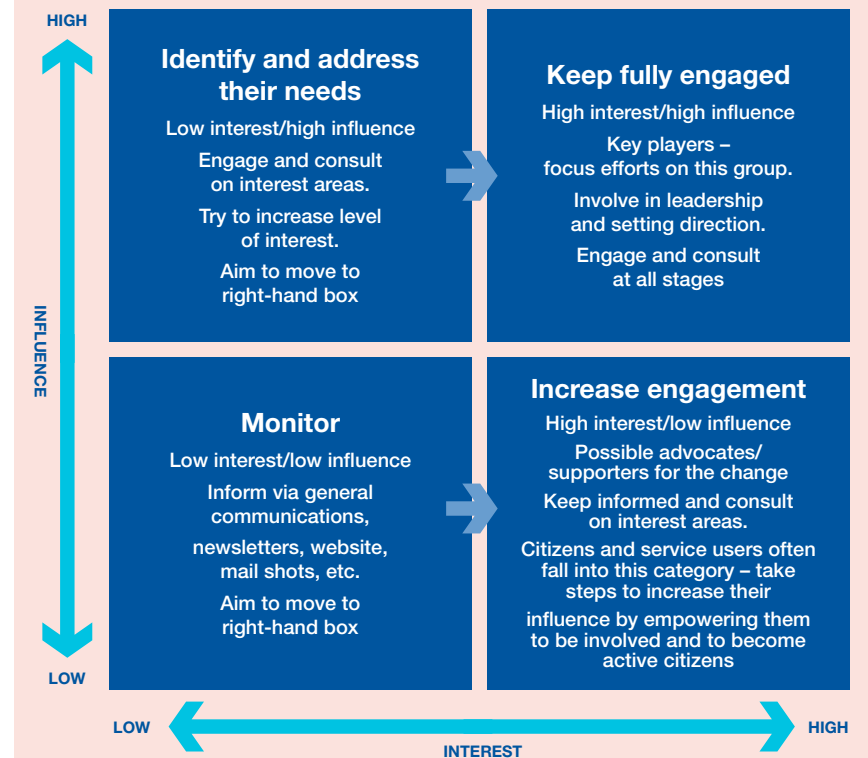 HIGH
Identify and address
their needs
Low interest/high influence
Engage and consult
on interest areas.
Try to increase level
of interest.
Aim to move to
right-hand box
Keep fully engaged
High interest/high influence
Key players –
focus efforts on this group.
Involve in leadership
and setting direction.
Engage and consult
at all stages
INFLUENCE
Monitor
Low interest/low influence
Inform via general
communications,
newsletters, website,
mail shots, etc.
Aim to move to
right-hand box
Increase engagement
High interest/low influence
Possible advocates/
supporters for the change
Keep informed and consult
on interest areas.
Citizens and service users often
fall into this category – take
steps to increase their
influence by empowering them
to be involved and to become
active citizens
LOW
LOW
HIGH
INTEREST